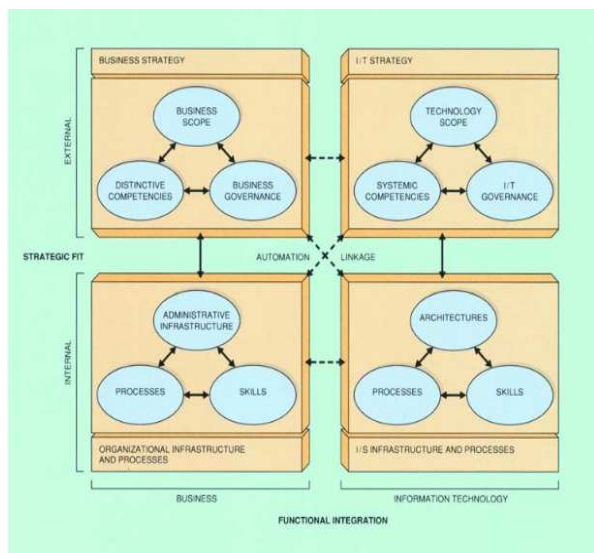 BUSINESS STRATEGY
I/T STRATEGY
BUSINESS
SCOPE
TECHNOLOGY
SCOPE
EXTERNAL
DISTINCTIVE
COMPETENCIES
BUSINESS
GOVERNANCE
SYSTEMIC
COMPETENCIES
I/T
GOVERNANCE
STRATEGIC FIT
AUTOMATION
LINKAGE
ADMINISTRATIVE
INFRASTRUCTURE
ARCHITECTURES
INTERNAL
PROCESSES
SKILLS
PROCESSES
SKILLS
ORGANIZATIONAL INFRASTRUCTURE
AND PROCESSES
I/S INFRASTRUCTURE AND PROCESSES
BUSINESS
INFORMATION TECHNOLOGY
FUNCTIONAL INTEGRATION